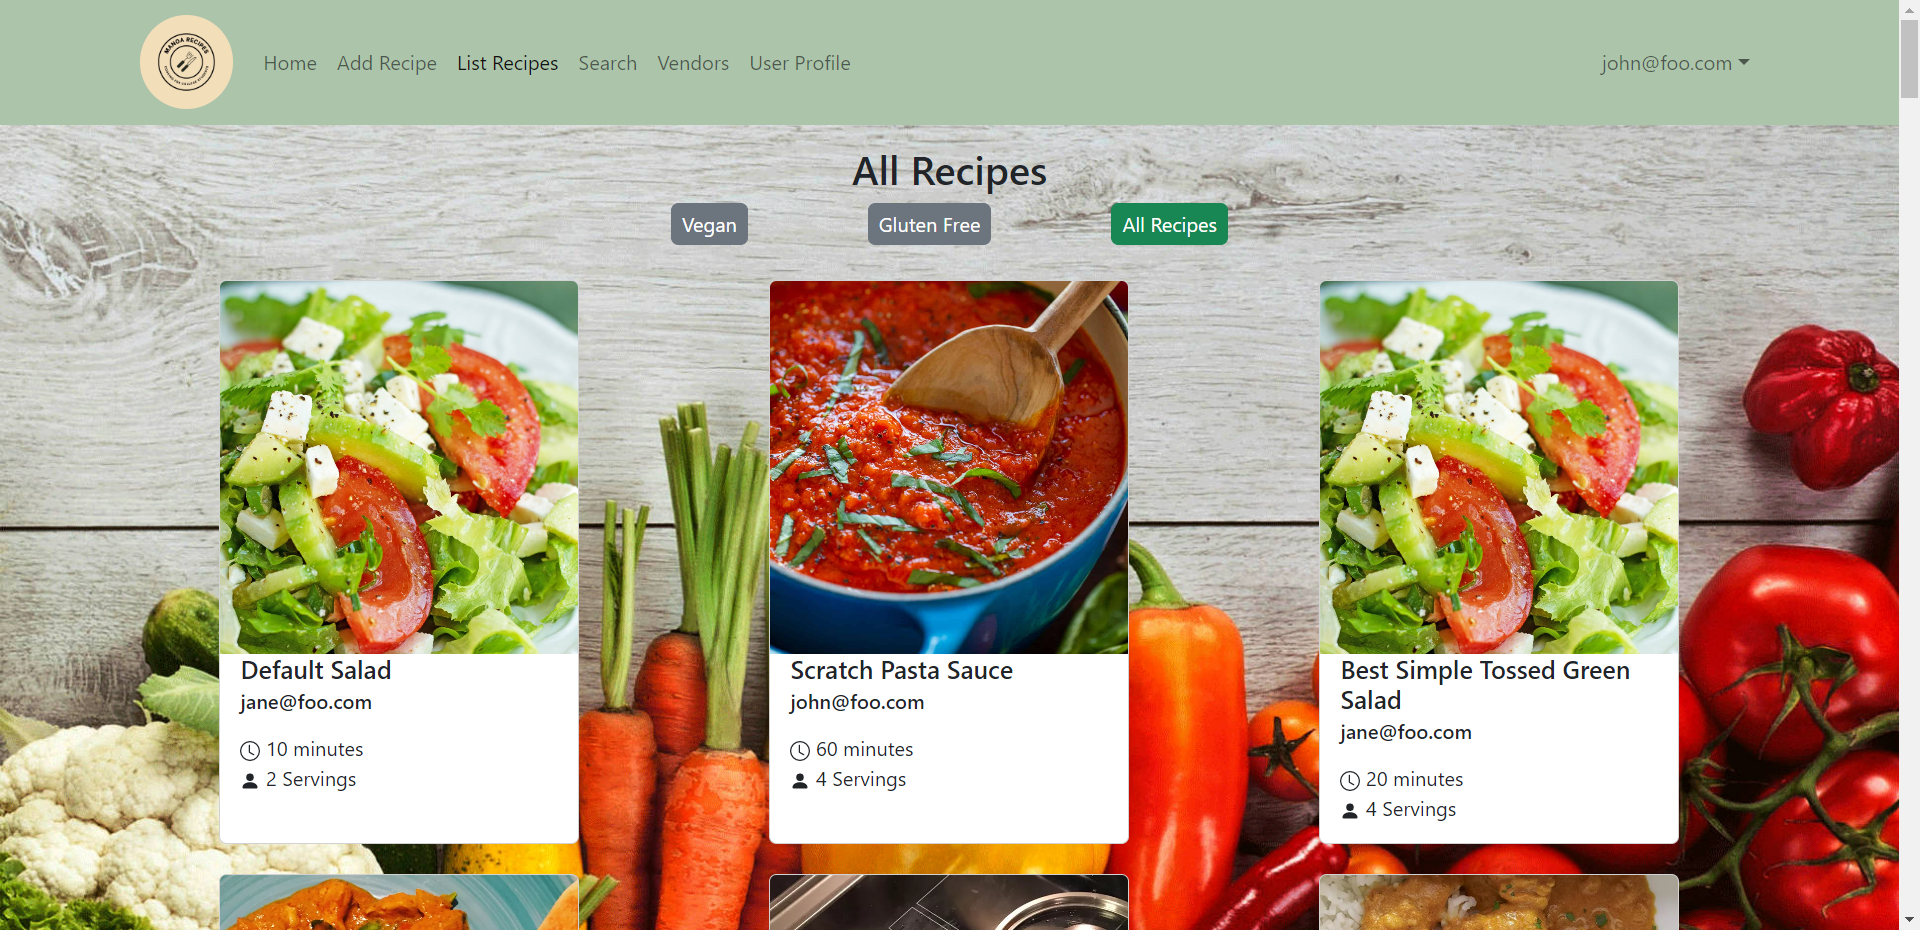 MANOA RECIPES
Home Add Recipe List Recipes Search Vendors User Profile john@foo.com
All Recipes
Vegan Gluten Free All Recipes
Default Salad
jane@foo.com
10 minutes
2 Servings
Scratch Pasta Sauce
john@foo.com
60 minutes
4 Servings
Best Simple Tossed Green
Salad
jane@foo.com
20 minutes
4 Servings